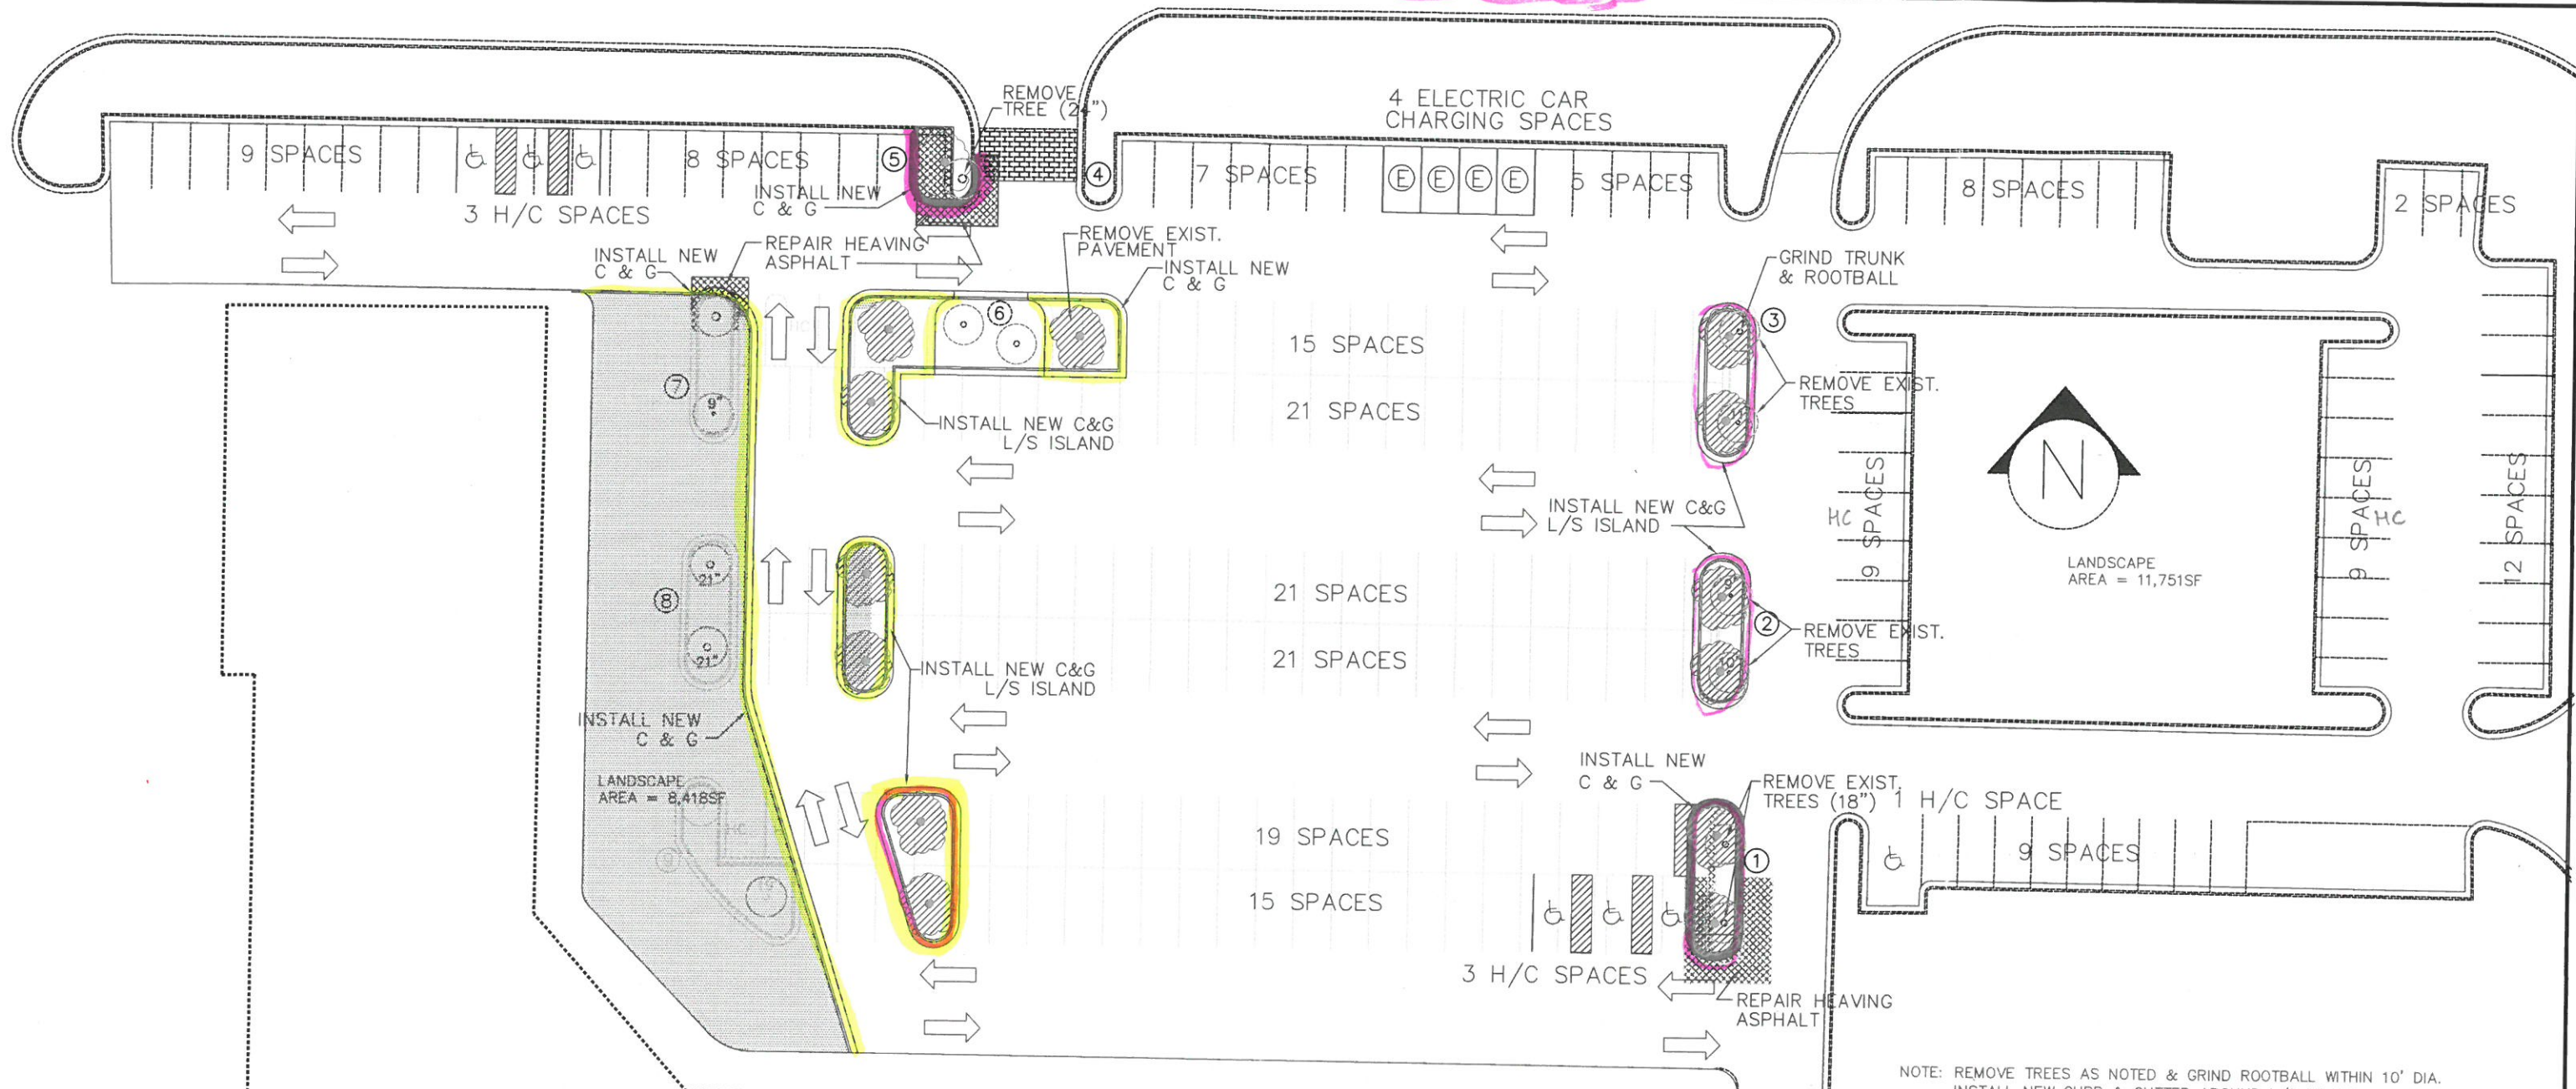 REMOVE
TREE (24")
4 ELECTRIC CAR
CHARGING SPACES
9 SPACES
8 SPACES
3 H/C SPACES
5
INSTALL NEW
C & G
4
7 SPACES
E E E E
5 SPACES
8 SPACES
2 SPACES
REPAIR HEAVING
ASPHALT
INSTALL NEW
C & G
REMOVE EXIST.
PAVEMENT
INSTALL NEW
C & G
GRIND TRUNK
& ROOTBALL
6
15 SPACES
3
REMOVE EXIST.
TREES
7
9"
INSTALL NEW C&G
L/S ISLAND
21 SPACES
11"
INSTALL NEW C&G
L/S ISLAND
HC
9 SPACES
N
9 SPACES
HC
12 SPACES
LANDSCAPE
AREA = 11,751SF
8
21"
21"
21 SPACES
21 SPACES
9"
10"
2
REMOVE EXIST.
TREES
INSTALL NEW C&G
L/S ISLAND
INSTALL NEW
C & G
LANDSCAPE
AREA = 8,418SF
HC
9
INSTALL NEW
C & G
REMOVE EXIST.
TREES (18")
1 H/C SPACE
19 SPACES
1
9 SPACES
15 SPACES
3 H/C SPACES
REPAIR HEAVING
ASPHALT
NOTE: REMOVE TREES AS NOTED & GRIND ROOTBALL WITHIN 10' DIA.